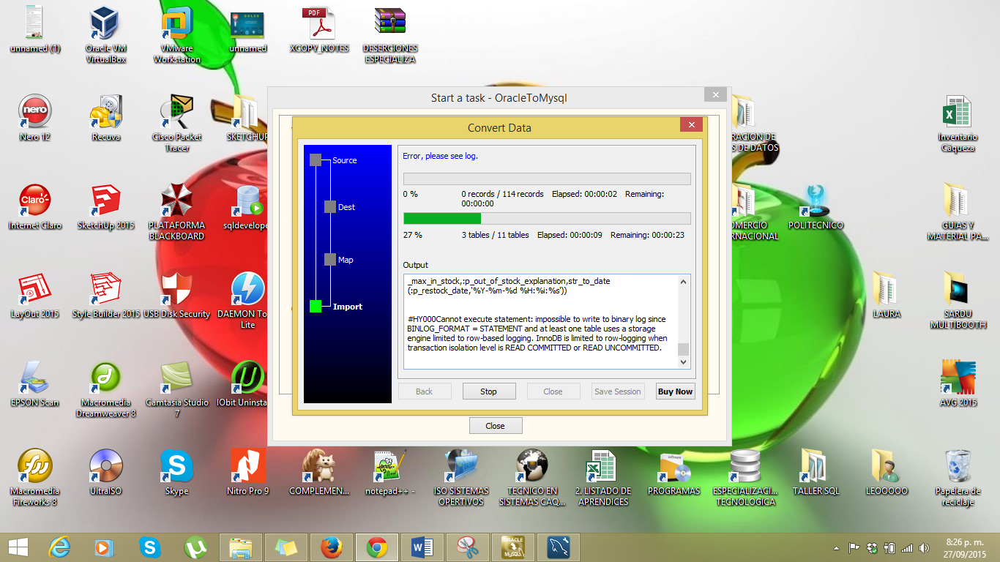 unnamed (1)
Oracle VM
VirtualBox
VMware
Workstation
unnamed
PDF
XCOPY_NOTES
DESERCIONES
ESPECIALIZA
Start a task - OracleToMysql
Convert Data
Source
Dest
Map
Import
Error, please see log.
0 %
0 records / 114 records Elapsed: 00:00:02 Remaining:
00:00:00
27 %
3 tables / 11 tables Elapsed: 00:00:09 Remaining: 00:00:23
Output
_max_in_stock,:p_out_of_stock_explanation,str_to_date
(:p_restock_date,'%Y-%m-%d %H:%i:%s'))
#HY000Cannot execute statement: impossible to write to binary log since
BINLOG_FORMAT = STATEMENT and at least one table uses a storage
engine limited to row-based logging. InnoDB is limited to row-logging when
transaction isolation level is READ COMMITTED or READ UNCOMMITTED.
Back
Stop
Close
Save Session
Buy Now
Close
nero
Nero 12
Recuva
Cisco Packet
Tracer
SKETCHUP
RACION DE
S DE DATOS
Inventario
Caqueza
Claro
Internet Claro
SketchUp 2015
PLATAFORMA
BLACKBOARD
sqldevelope
OMERCIO
RNACIONAL
POLITECNICO
GUIAS Y
MATERIAL PA...
LayOut 2015
Style Builder 2015
USB Disk Security
DAEMON To
Lite
LAURA
SARDU
MULTIBOOTH
EPSON Scan
Macromedia
Dreamweaver 8
Camtasia Studio
7
IObit Uninsta
AVG 2015
Macromedia
Fireworks 8
UltraISO
Skype
Nitro Pro 9
COMPLEMEN...
notepad++ -
ISO SISTEMAS
OPERTIVOS
TECNICO EN
SISTEMAS CAQ...
2. LISTADO DE
APRENDICES
PROGRAMAS
ESPECIALIZACI...
TECNOLOGICA
TALLER SQL
LEOOOOO
Papelera de
reciclaje
ORACLE
MySQL
8:26 p. m.
27/09/2015